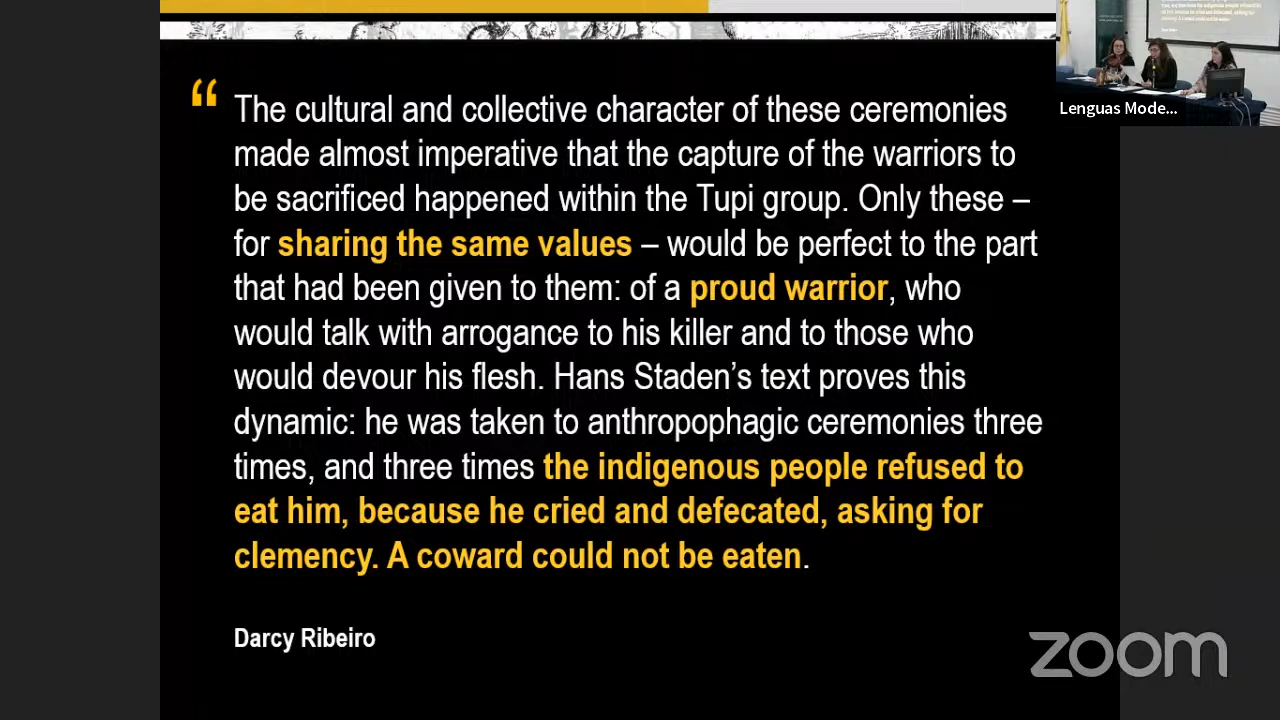 “
The cultural and collective character of these ceremonies
made almost imperative that the capture of the warriors to
be sacrificed happened within the Tupi group. Only these –
for sharing the same values – would be perfect to the part
that had been given to them: of a proud warrior, who
would talk with arrogance to his killer and to those who
would devour his flesh. Hans Staden’s text proves this
dynamic: he was taken to anthropophagic ceremonies three
times, and three times the indigenous people refused to
eat him, because he cried and defecated, asking for
clemency. A coward could not be eaten.
Darcy Ribeiro
Lenguas Mode...
zoom